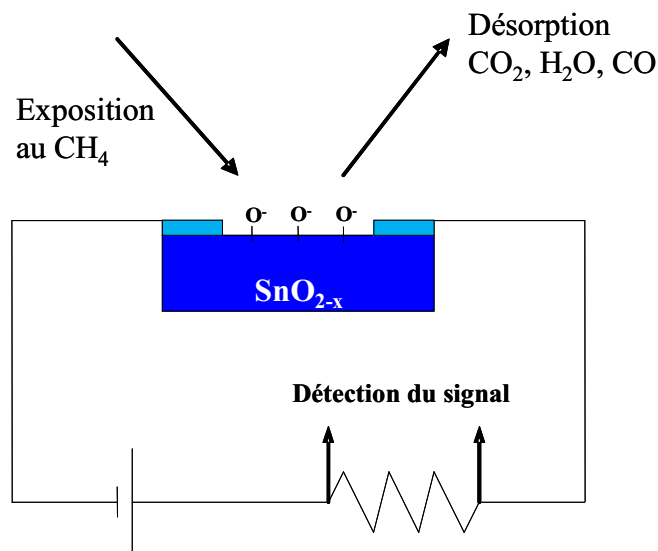 Désorption
CO₂, H₂O, CO
Exposition
au CH₄
O⁻ O⁻ O⁻
SnO₂₋ₓ
Détection du signal